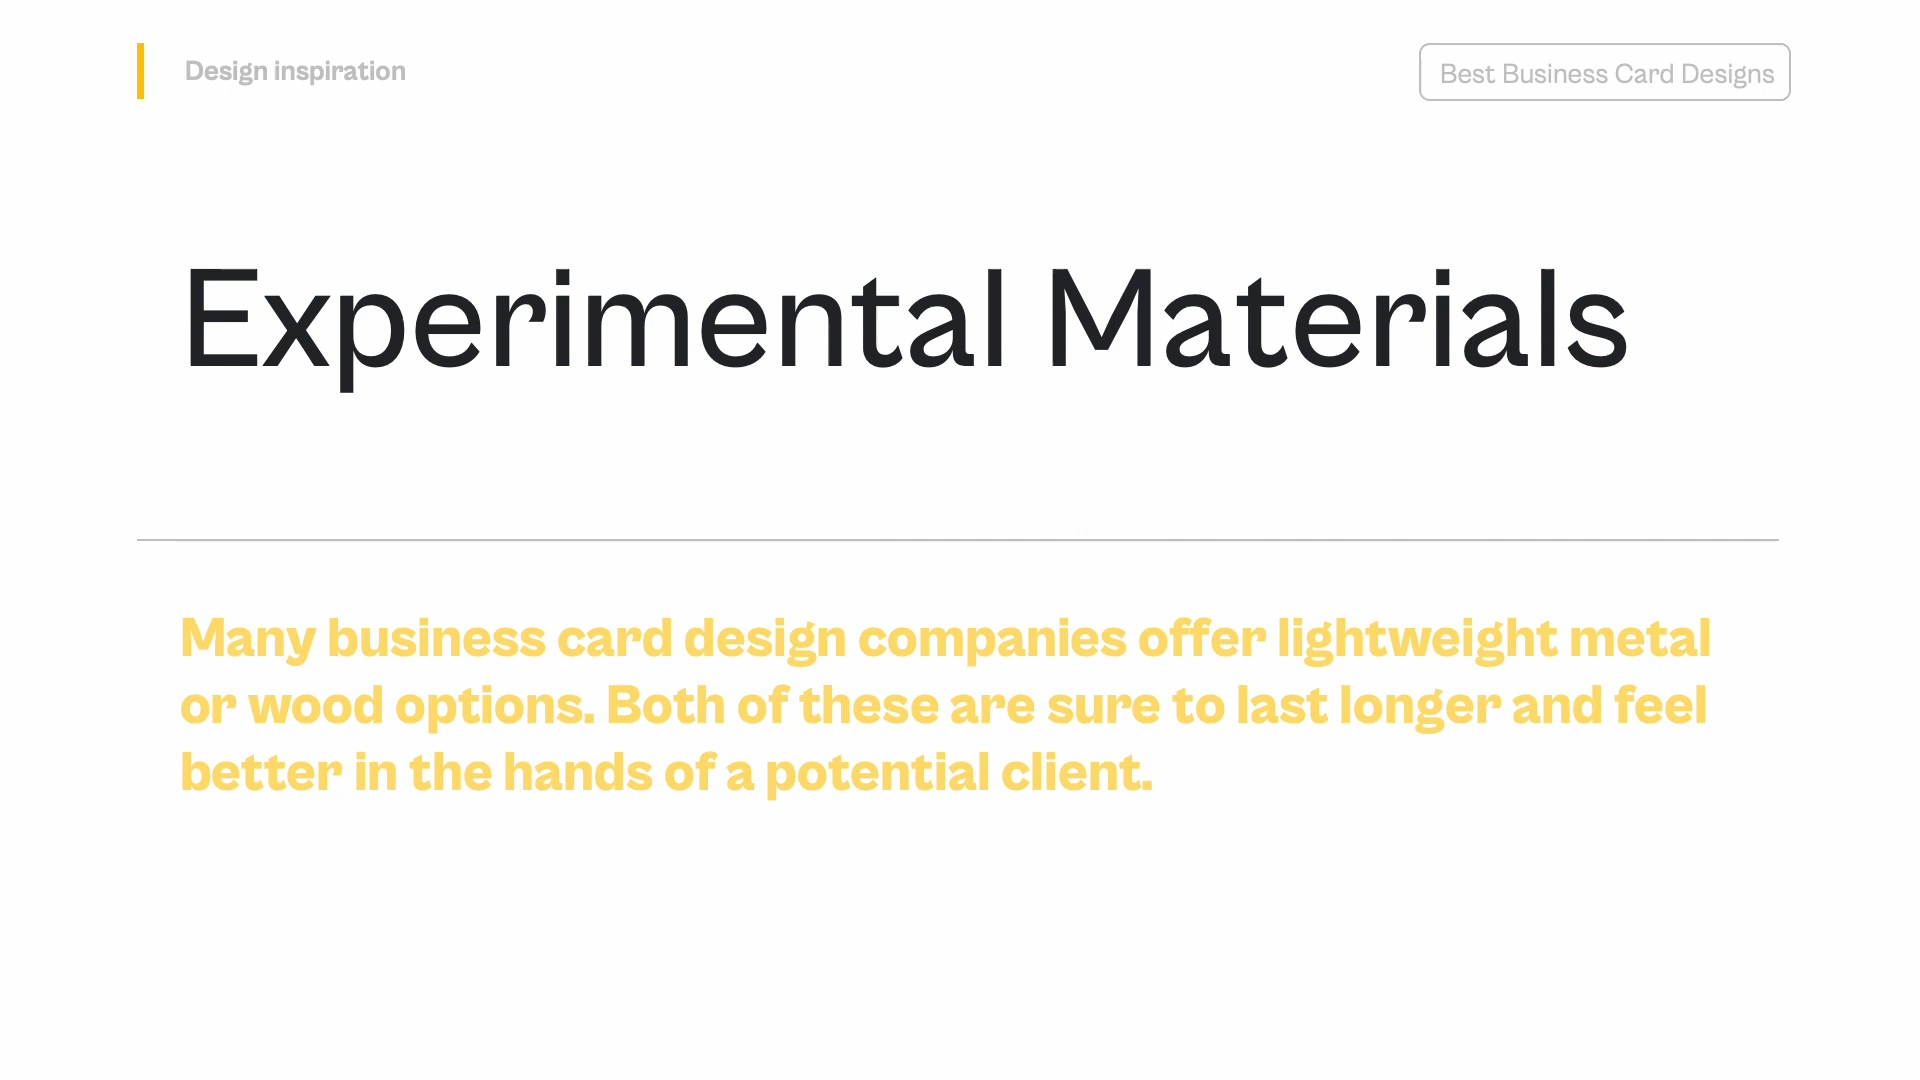 Design inspiration
Best Business Card Designs
Experimental Materials
Many business card design companies offer lightweight metal
or wood options. Both of these are sure to last longer and feel
better in the hands of a potential client.